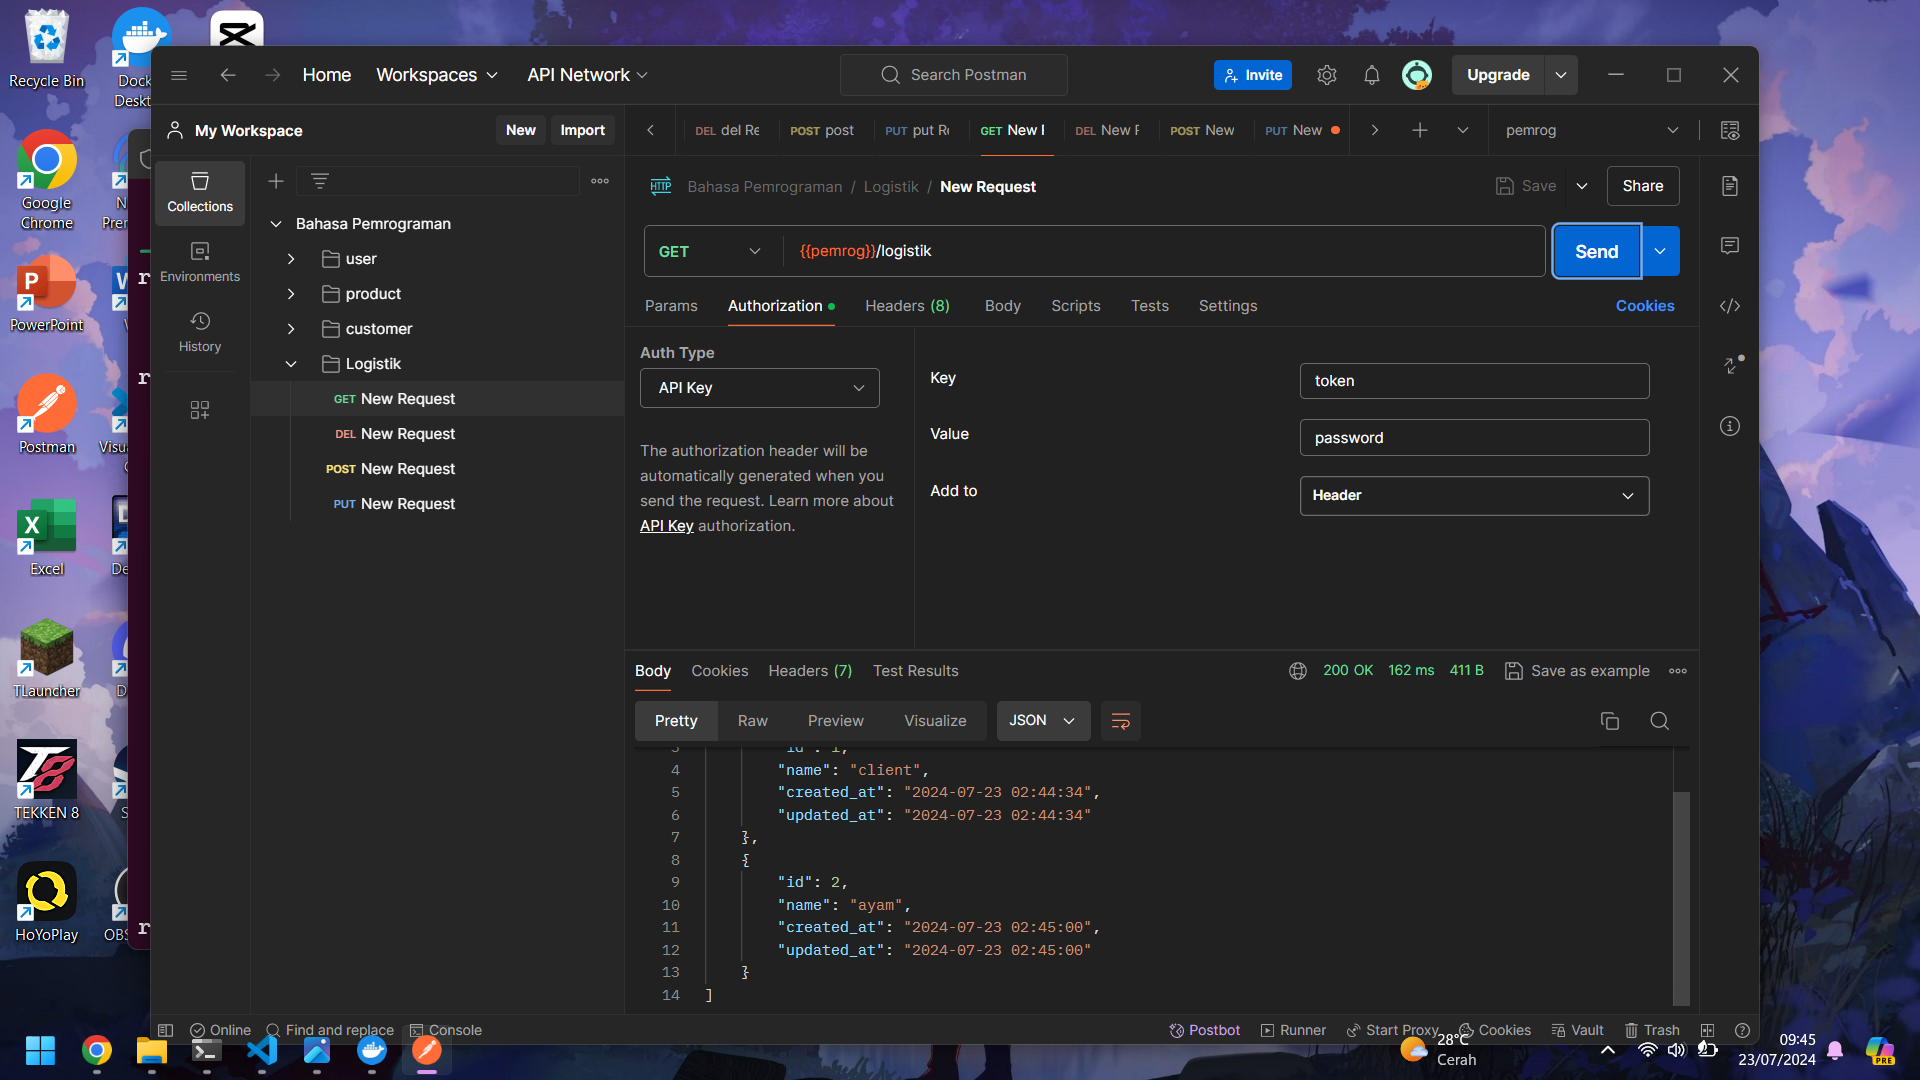 Recycle Bin
Google
Chrome
PowerPoint
Postman
Excel
TLauncher
TEKKEN 8
HoYoPlay
Home
Workspaces
API Network
Search Postman
Invite
Upgrade
My Workspace
New
Import
DEL del Re
POST post
PUT put R
GET New
DEL New
POST New
PUT New
pemrog
Collections
Environments
History
Bahasa Pemrograman
user
product
customer
Logistik
GET New Request
DEL New Request
POST New Request
PUT New Request
HTTP
Bahasa Pemrograman / Logistik / New Request
Save
Share
GET
{{pemrog}}/logistik
Send
Params
Authorization
Headers (8)
Body
Scripts
Tests
Settings
Cookies
Auth Type
API Key
The authorization header will be
automatically generated when you
send the request. Learn more about
API Key authorization.
Key
token
Value
password
Add to
Header
Body
Cookies
Headers (7)
Test Results
200 OK
162 ms
411 B
Save as example
Pretty
Raw
Preview
Visualize
JSON
3 "id": 1,
4 "name": "client",
5 "created_at": "2024-07-23 02:44:34",
6 "updated_at": "2024-07-23 02:44:34"
7 },
8 {
9 "id": 2,
10 "name": "ayam",
11 "created_at": "2024-07-23 02:45:00",
12 "updated_at": "2024-07-23 02:45:00"
13 }
14 ]
Online
Find and replace
Console
Postbot
Runner
Start Proxy
Cookies
Vault
Trash
28°C
Cerah
09:45
23/07/2024
PRE